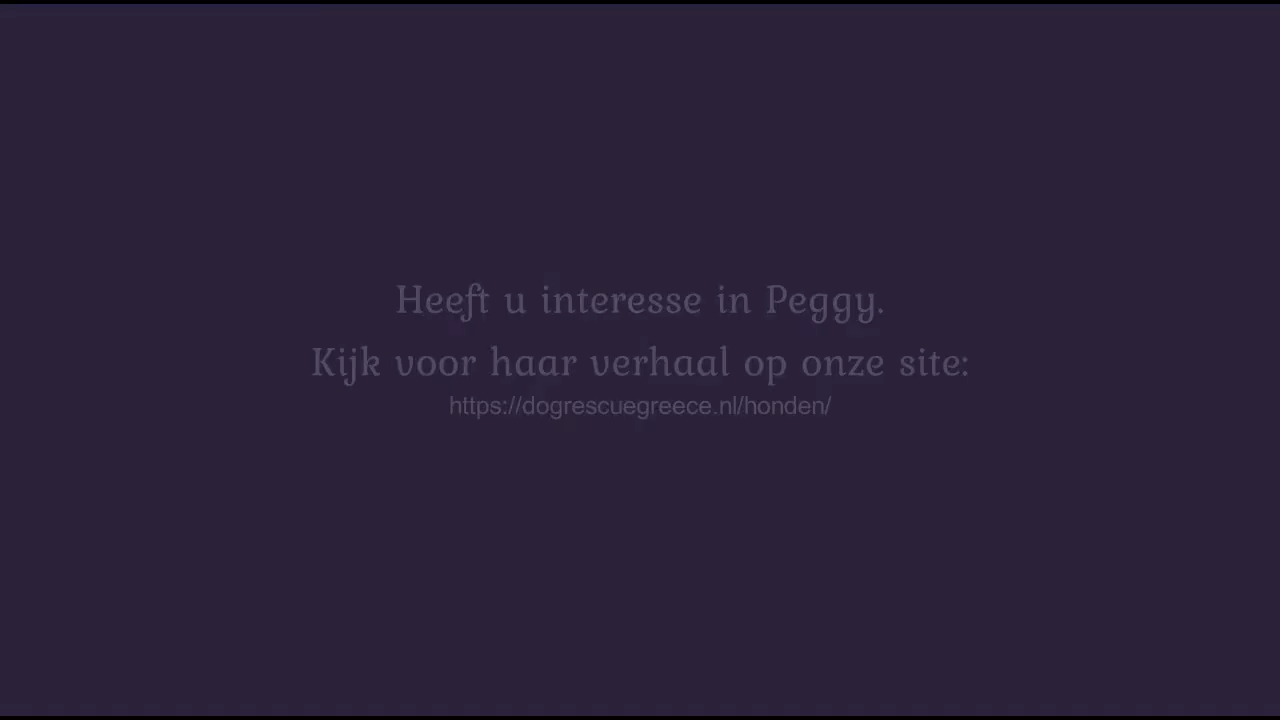 Heeft u interesse in Peggy.
Kijk voor haar verhaal op onze site:
https://dogrescuegreece.nl/honden/